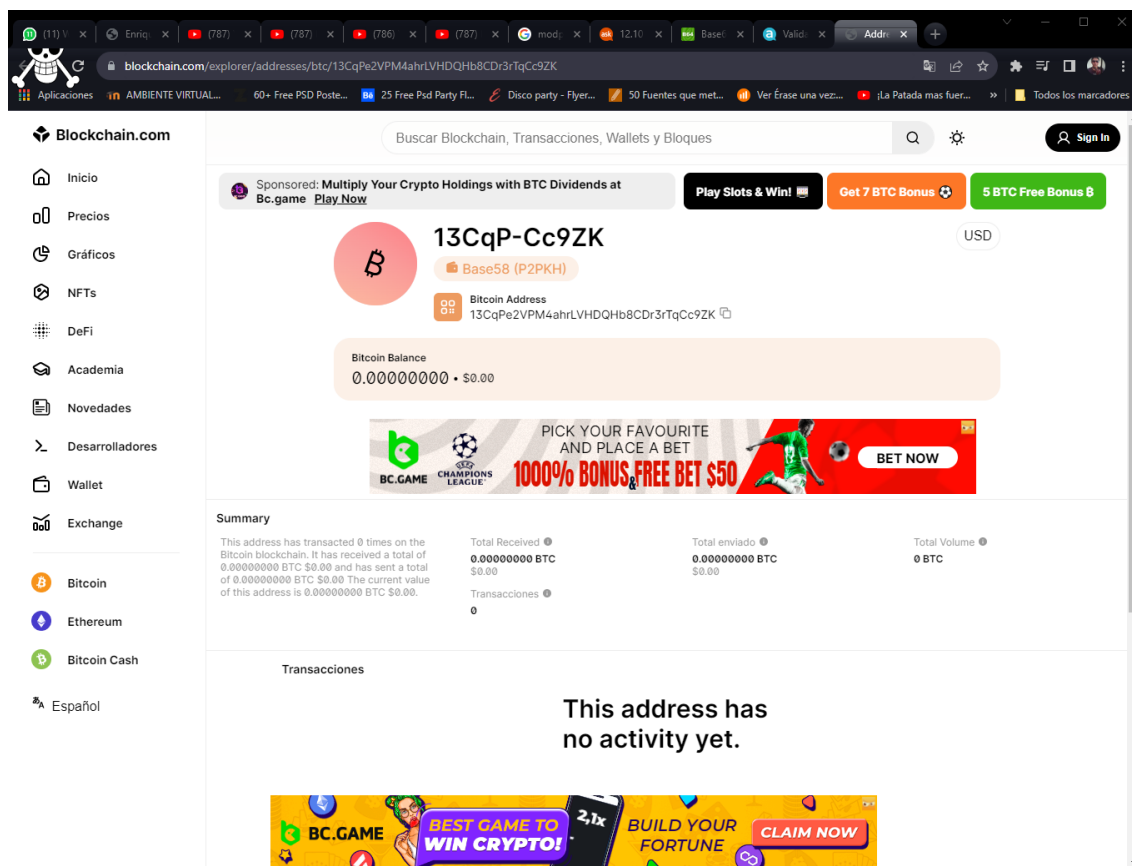 (11) W
Enriq
(787)
(787)
(786)
(787)
mod
12.10
Base6
Valid
Addre
blockchain.com/explorer/addresses/btc/13CqPe2VPM4ahrLVHDQHb8CDr3rTqCc9ZK
Aplicaciones
AMBIENTE VIRTUAL...
60+ Free PSD Poste...
25 Free Psd Party Fl...
Disco party - Flyer...
50 Fuentes que met...
Ver Érase una vez:...
¡La Patada mas fuer...
»
Todos los marcadores
Blockchain.com
Buscar Blockchain, Transacciones, Wallets y Bloques
Sign In
Inicio
Precios
Gráficos
NFTs
DeFi
Academia
Novedades
Desarrolladores
Wallet
Exchange
Bitcoin
Ethereum
Bitcoin Cash
Español
Sponsored: Multiply Your Crypto Holdings with BTC Dividends at
Bc.game Play Now
Play Slots & Win!
Get 7 BTC Bonus
5 BTC Free Bonus ₿
13CqP-Cc9ZK
USD
Base58 (P2PKH)
Bitcoin Address
13CqPe2VPM4ahrLVHDQHb8CDr3rTqCc9ZK
Bitcoin Balance
0.00000000 • $0.00
BC.GAME
UEFA
CHAMPIONS
LEAGUE
PICK YOUR FAVOURITE
AND PLACE A BET
1000% BONUS & FREE BET $50
BET NOW
Summary
This address has transacted 0 times on the
Bitcoin blockchain. It has received a total of
0.00000000 BTC $0.00 and has sent a total
of 0.00000000 BTC $0.00 The current value
of this address is 0.00000000 BTC $0.00.
Total Received
0.00000000 BTC
$0.00
Total enviado
0.00000000 BTC
$0.00
Total Volume
0 BTC
Transacciones
0
Transacciones
This address has
no activity yet.
BC.GAME
BEST GAME TO
WIN CRYPTO!
2,1x
BUILD YOUR
FORTUNE
CLAIM NOW